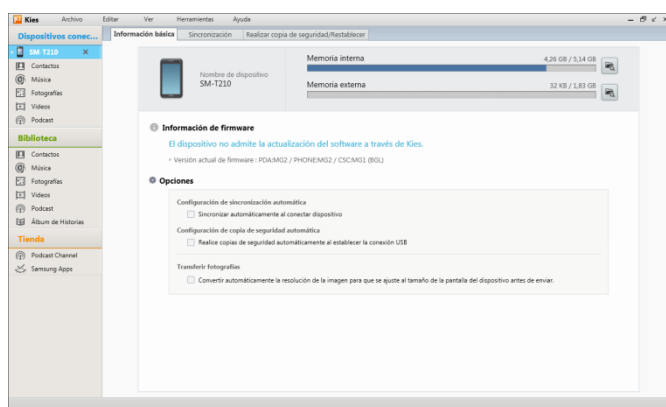 Kies Archivo Editar Ver Herramientas Ayuda
Dispositivos conec...
Información básica Sincronización Realizar copia de seguridad/Restablecer
SM-T210
Contactos
Música
Fotografías
Videos
Podcast
Biblioteca
Contactos
Música
Fotografías
Videos
Podcast
Álbum de Historias
Tienda
Podcast Channel
Samsung Apps
Nombre de dispositivo
SM-T210
Memoria interna 4,26 GB / 5,14 GB
Memoria externa 32 KB / 1,83 GB
Información de firmware
El dispositivo no admite la actualización del software a través de Kies.
Versión actual de firmware : PDA:MG2 / PHONE:MG2 / CSC:MG1 (BGL)
Opciones
Configuración de sincronización automática
Sincronizar automáticamente al conectar dispositivo
Configuración de copia de seguridad automática
Realice copias de seguridad automáticamente al establecer la conexión USB
Transferir fotografías
Convertir automáticamente la resolución de la imagen para que se ajuste al tamaño de la pantalla del dispositivo antes de enviar.